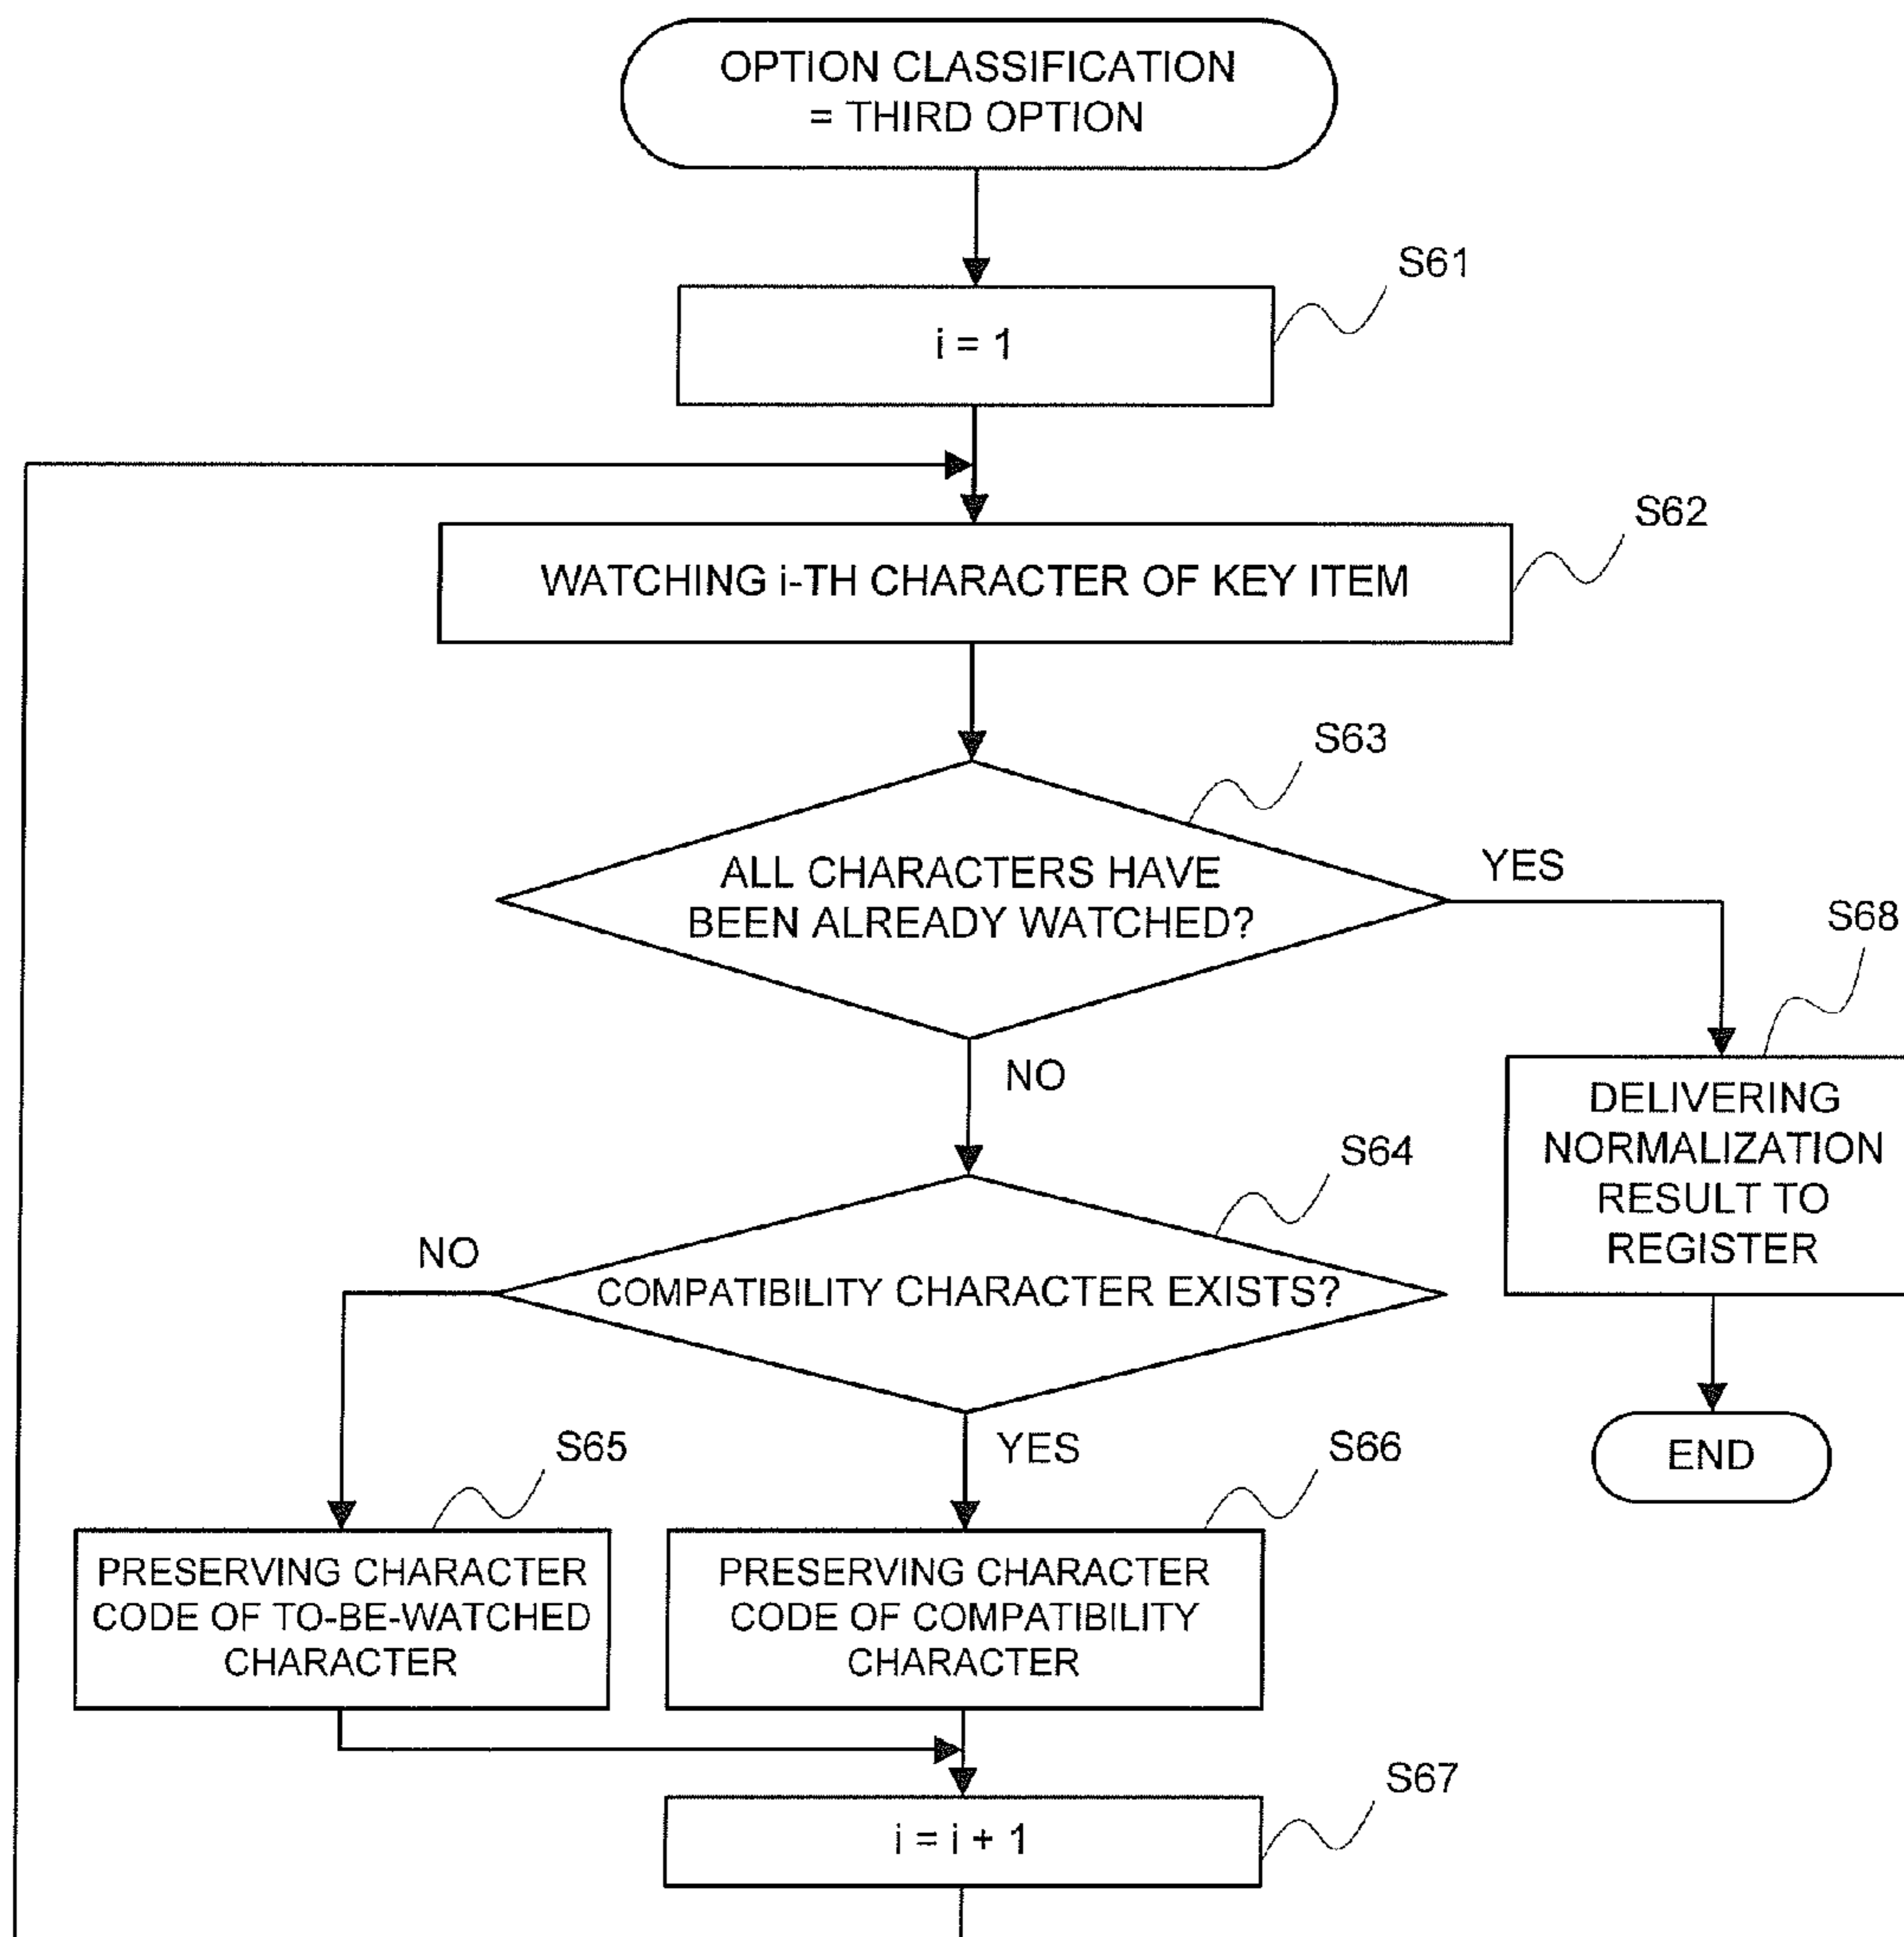 OPTION CLASSIFICATION
= THIRD OPTION
S61
i = 1
S62
WATCHING i-TH CHARACTER OF KEY ITEM
S63
ALL CHARACTERS HAVE
BEEN ALREADY WATCHED?
YES
S68
NO
DELIVERING
NORMALIZATION
RESULT TO
REGISTER
S64
NO
COMPATIBILITY CHARACTER EXISTS?
YES
END
S65
S66
PRESERVING CHARACTER
CODE OF TO-BE-WATCHED
CHARACTER
PRESERVING CHARACTER
CODE OF COMPATIBILITY
CHARACTER
S67
i = i + 1